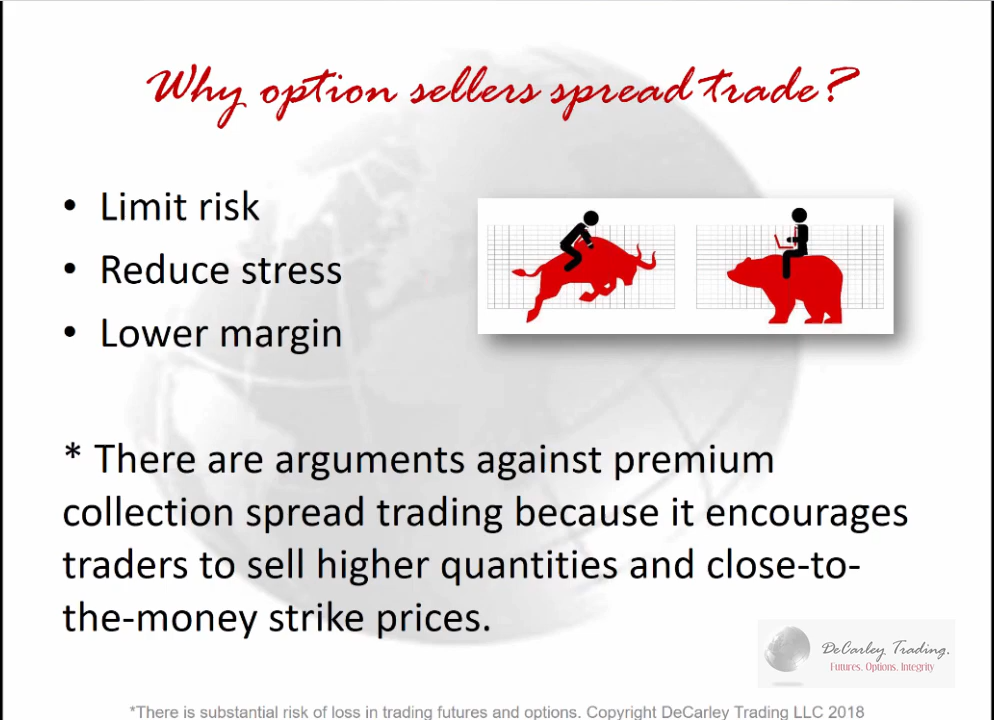 Why option sellers spread trade?
• Limit risk
• Reduce stress
• Lower margin
* There are arguments against premium
collection spread trading because it encourages
traders to sell higher quantities and close-to-
the-money strike prices.
DeCarley Trading.
Futures. Options. Integrity
*There is substantial risk of loss in trading futures and options. Copyright DeCarley Trading LLC 2018